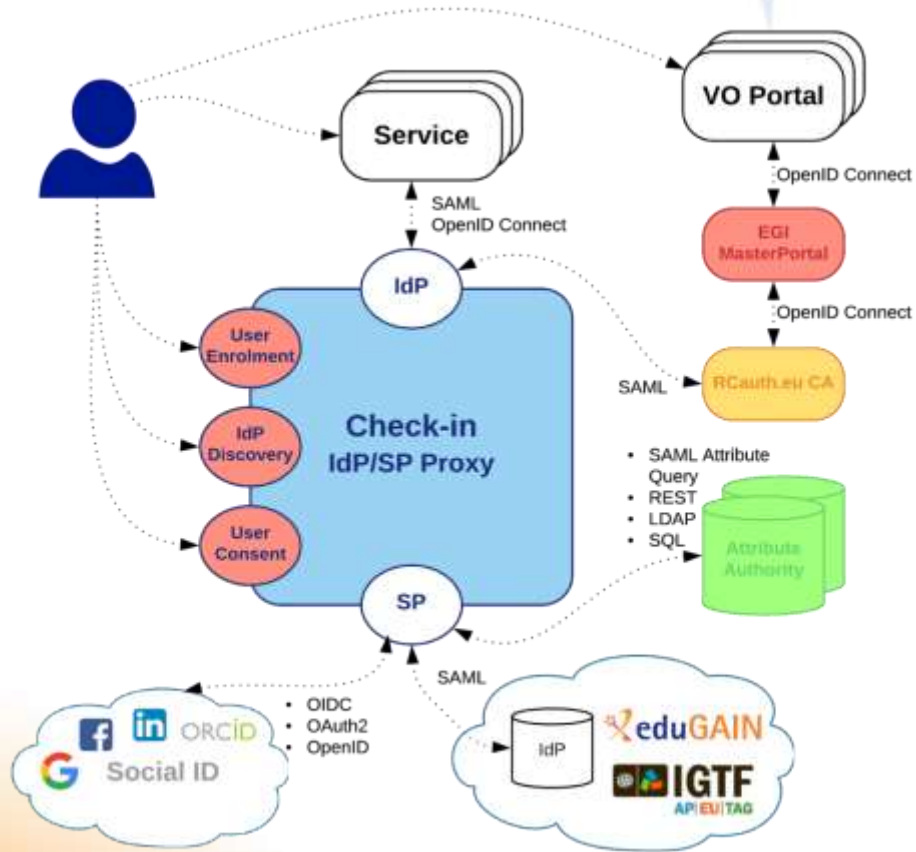 VO Portal
Service
OpenID Connect
SAML
OpenID Connect
EGI
MasterPortal
IdP
OpenID Connect
User
Enrolment
SAML
RCauth.eu CA
Check-in
IdP/SP Proxy
IdP
Discovery
• SAML Attribute
Query
• REST
• LDAP
• SQL
User
Consent
Attribute
Authority
SP
SAML
• OIDC
• OAuth2
• OpenID
in ORCID
f
G Social ID
IdP
eduGAIN
IGTF
AP|EU|TAG